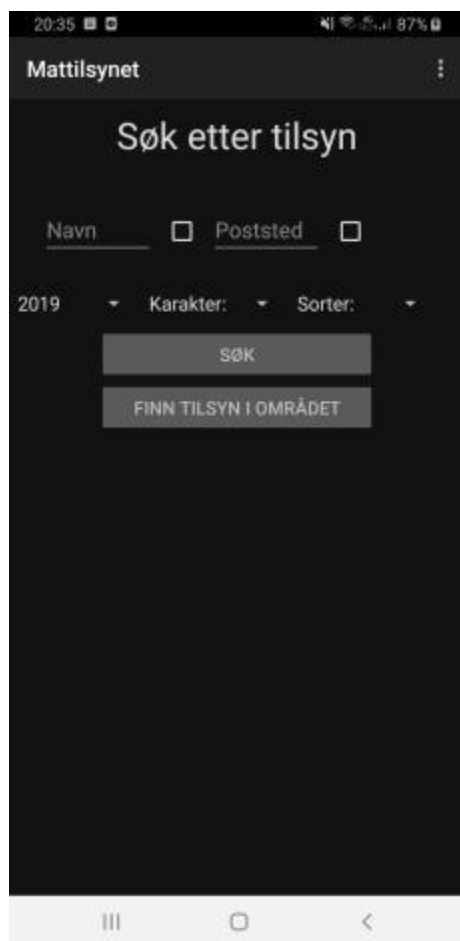 20:35 87%
Mattilsynet
Søk etter tilsyn
Navn Poststed
2019 Karakter: Sorter:
SØK
FINN TILSYN I OMRÅDET